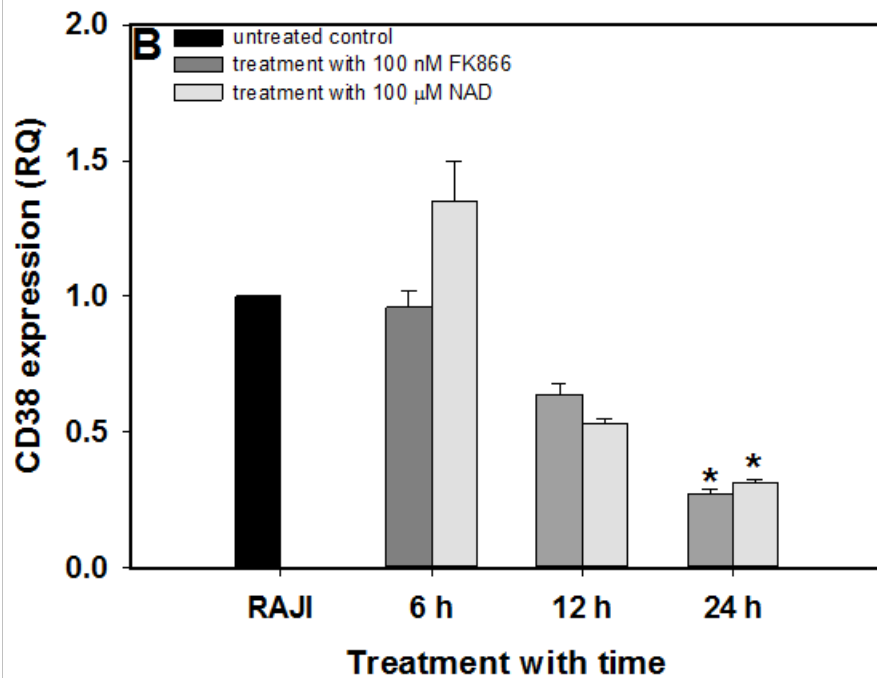 B
untreated control
treatment with 100 nM FK866
treatment with 100 μM NAD
CD38 expression (RQ)
2.0
1.5
1.0
0.5
0.0
* *
RAJI 6 h 12 h 24 h
Treatment with time